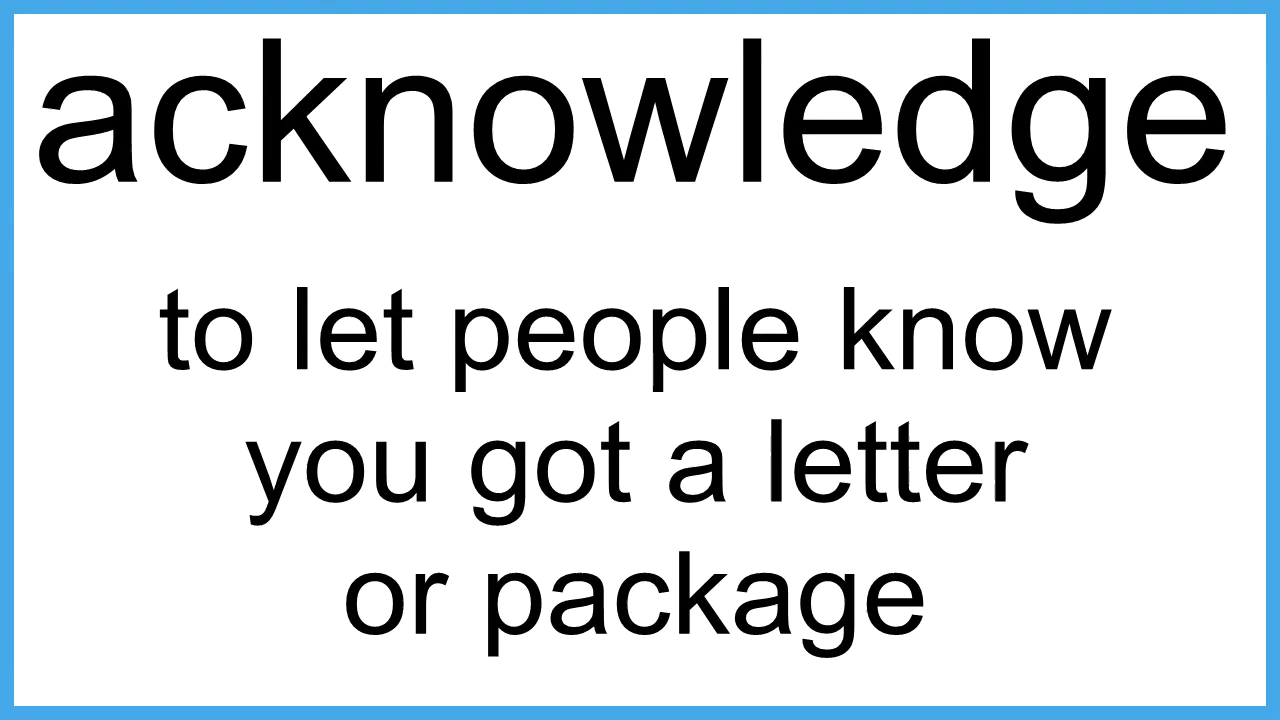 acknowledge
to let people know
you got a letter
or package